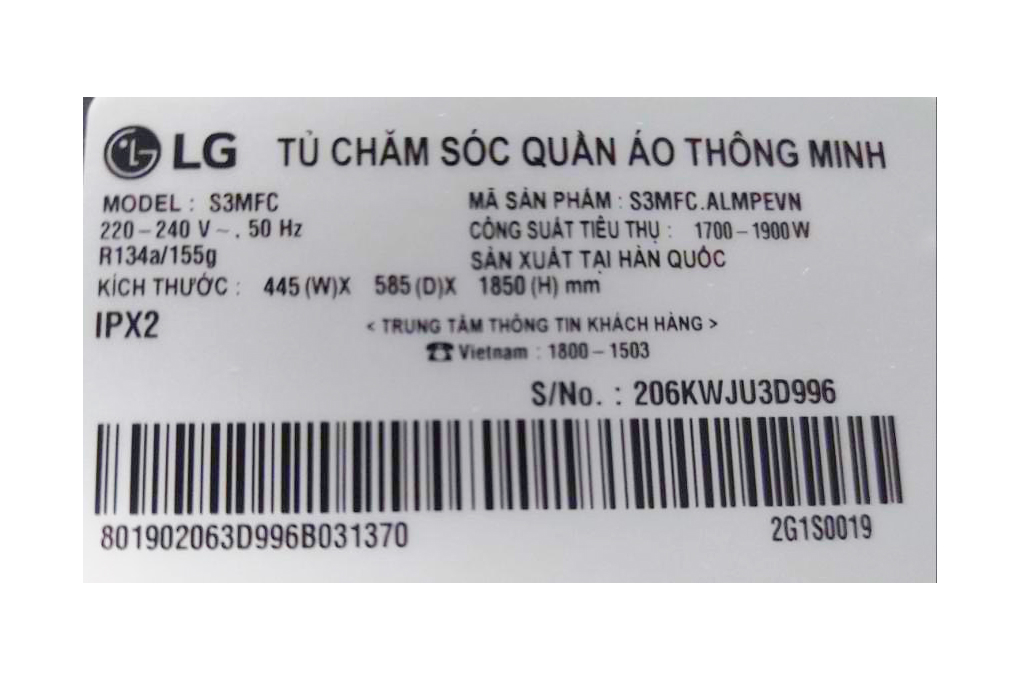 LG TỦ CHĂM SÓC QUẦN ÁO THÔNG MINH
MODEL : S3MFC MÃ SẢN PHẨM : S3MFC.ALMPEVN
220-240 V ~ . 50 Hz CÔNG SUẤT TIÊU THỤ : 1700-1900W
R134a/155g SẢN XUẤT TẠI HÀN QUỐC
KÍCH THƯỚC : 445 (W)X 585 (D)X 1850 (H) mm
IPX2 < TRUNG TÂM THÔNG TIN KHÁCH HÀNG >
☎ Vietnam : 1800-1503
S/No. : 206KWJU3D996
801902063D996B031370 2G1S0019